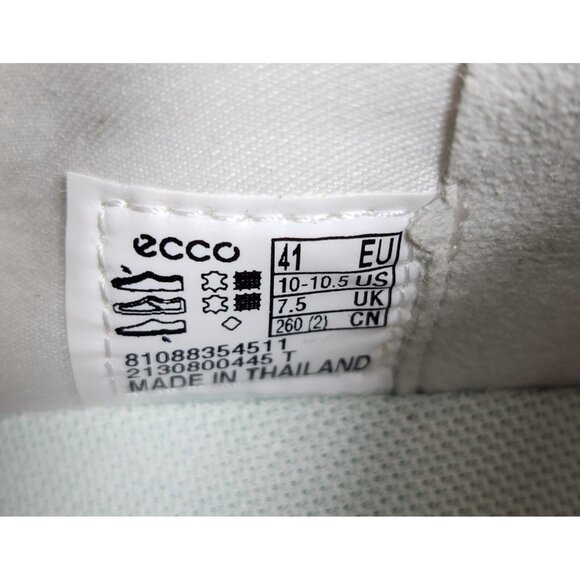 ecco
41 EU
10-10.5 US
7.5 UK
260 (2) CN
81088354511
2130800445 T
MADE IN THAILAND